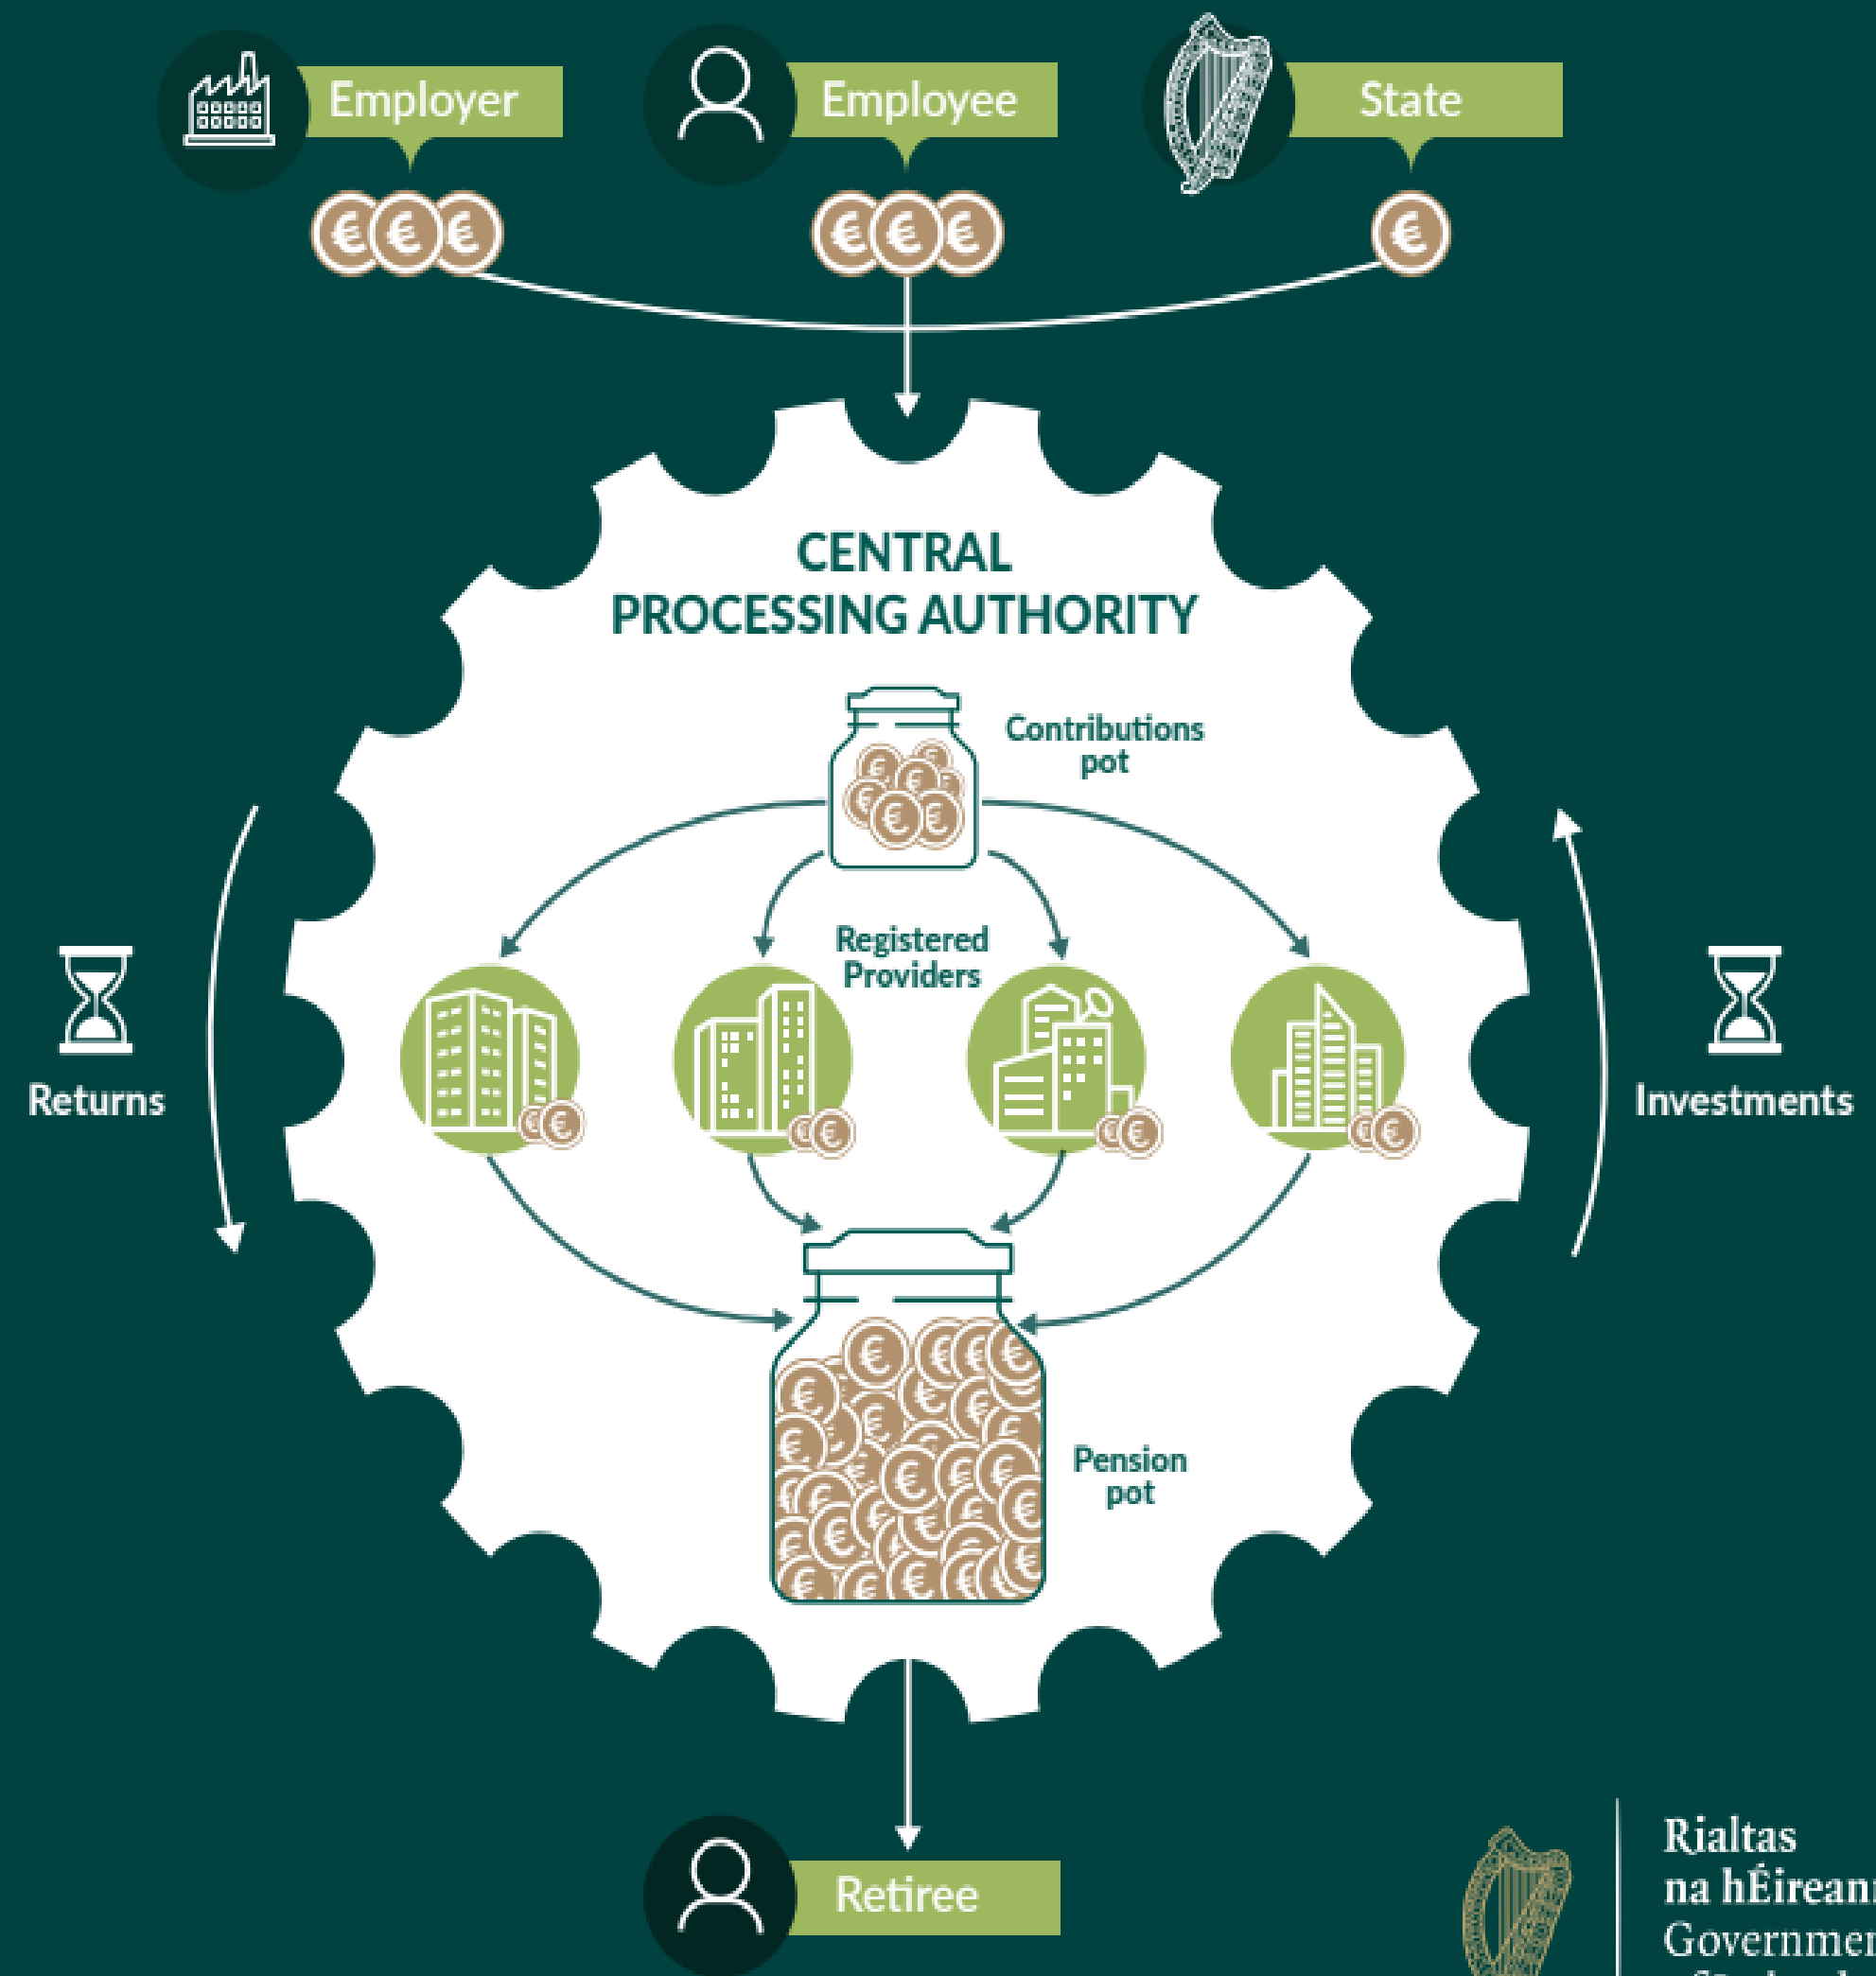 Employer
Employee
State
CENTRAL
PROCESSING AUTHORITY
Contributions
pot
Registered
Providers
Returns
Investments
Pension
pot
Retiree
Rialtas